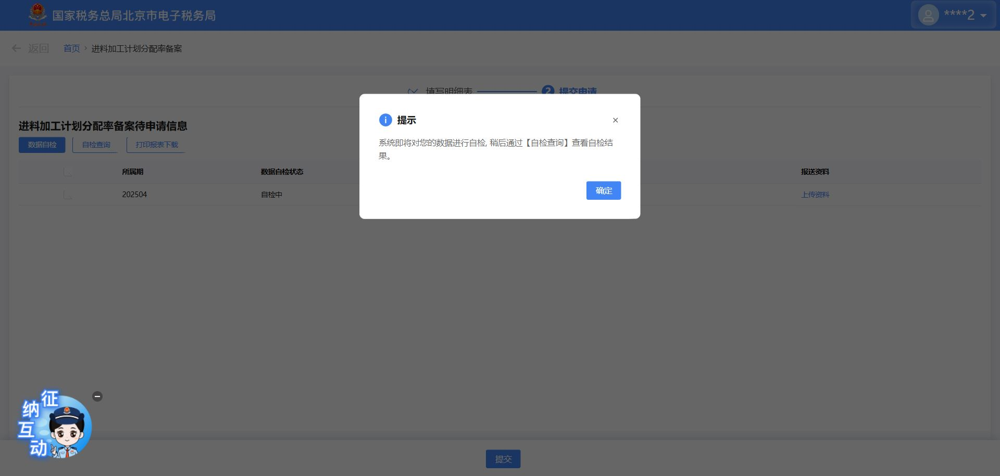 国家税务总局北京市电子税务局
****2
返回
首页 > 进料加工计划分配率备案
填写明细表
2 提交申请
提示
系统即将对您的数据进行自检, 稍后通过【自检查询】查看自检结
果。
确定
进料加工计划分配率备案待申请信息
数据自检 自检查询 打印报表下载
所属期 数据自检状态 报送资料
202504 自检中 上传资料
征
纳
互
动
提交